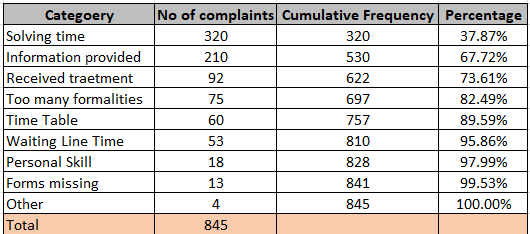 Categoery No of complaints Cumulative Frequency Percentage
Solving time 320 320 37.87%
Information provided 210 530 67.72%
Received traetment 92 622 73.61%
Too many formalities 75 697 82.49%
Time Table 60 757 89.59%
Waiting Line Time 53 810 95.86%
Personal Skill 18 828 97.99%
Forms missing 13 841 99.53%
Other 4 845 100.00%
Total 845